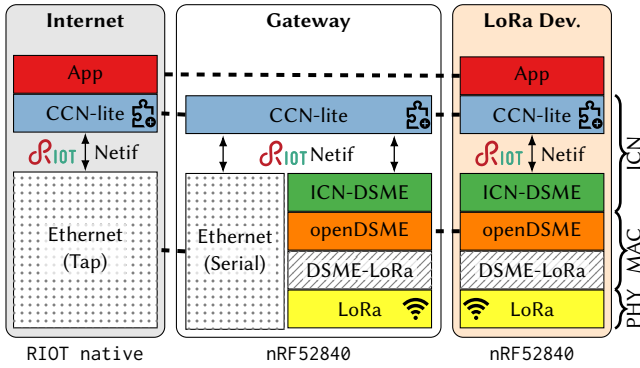 Internet
App
CCN-lite
RIOT Netif
Ethernet
(Tap)
RIOT native
Gateway
CCN-lite
RIOT Netif
Ethernet
(Serial)
ICN-DSME
openDSME
DSME-LoRa
LoRa
nRF52840
LoRa Dev.
App
CCN-lite
RIOT Netif
ICN-DSME
openDSME
DSME-LoRa
LoRa
nRF52840
ICN
MAC
PHY